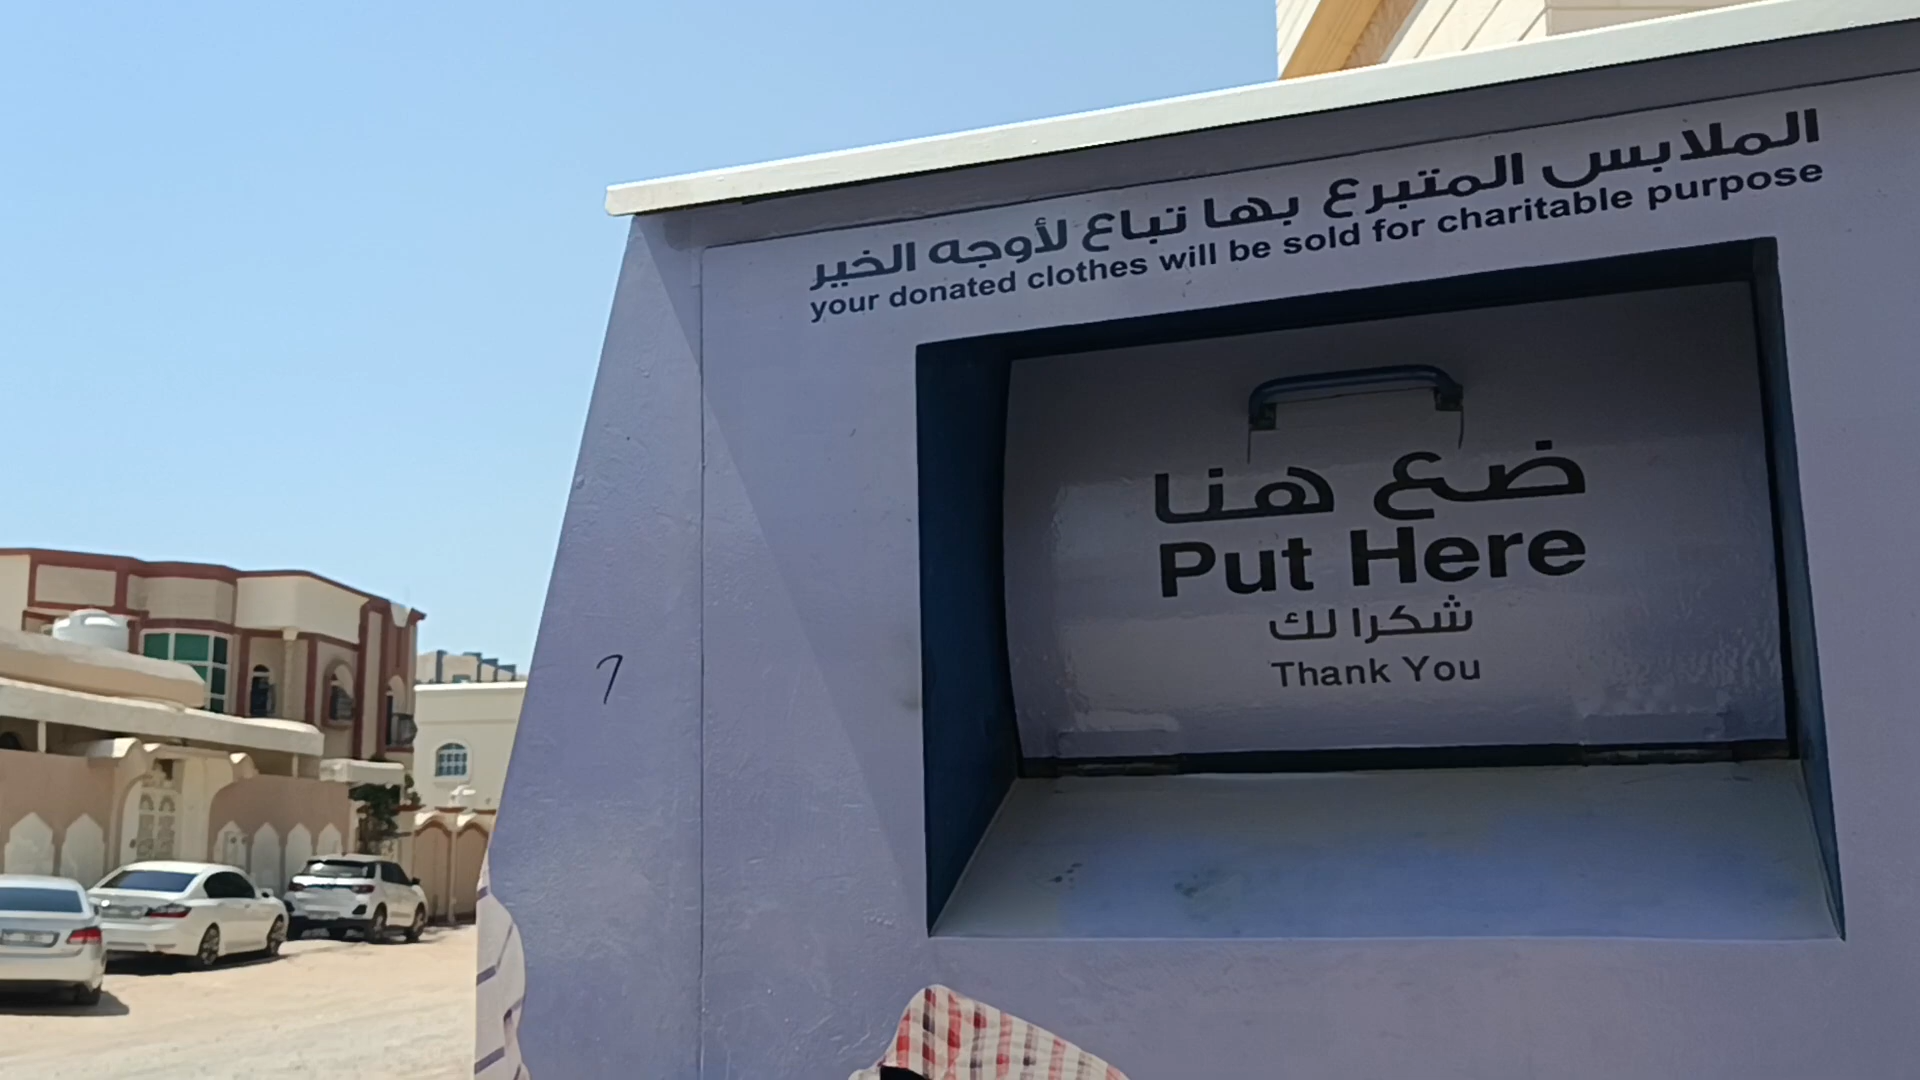 الملابس المتبرع بها تباع لأوجه الخير
your donated clothes will be sold for charitable purpose
ضع هنا
Put Here
شكرا لك
Thank You